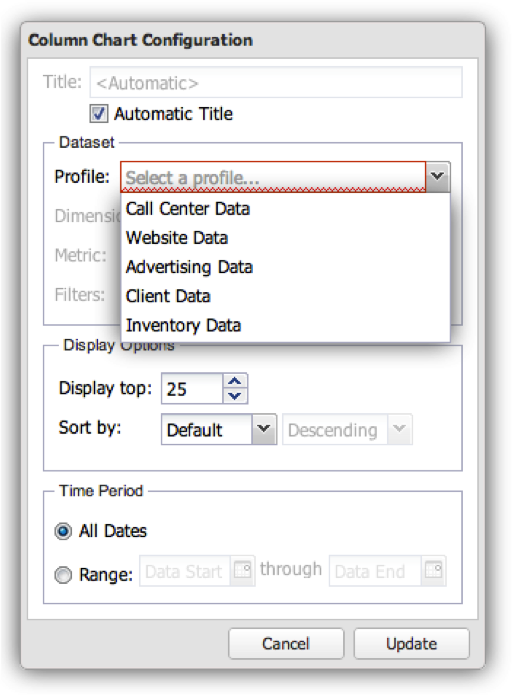 Column Chart Configuration
Title: <Automatic>
Automatic Title
Dataset
Profile: Select a profile...
Call Center Data
Dimensi
Website Data
Metric:
Advertising Data
Filters:
Client Data
Inventory Data
Display Options
Display top: 25
Sort by: Default Descending
Time Period
All Dates
Range: Data Start through Data End
Cancel Update